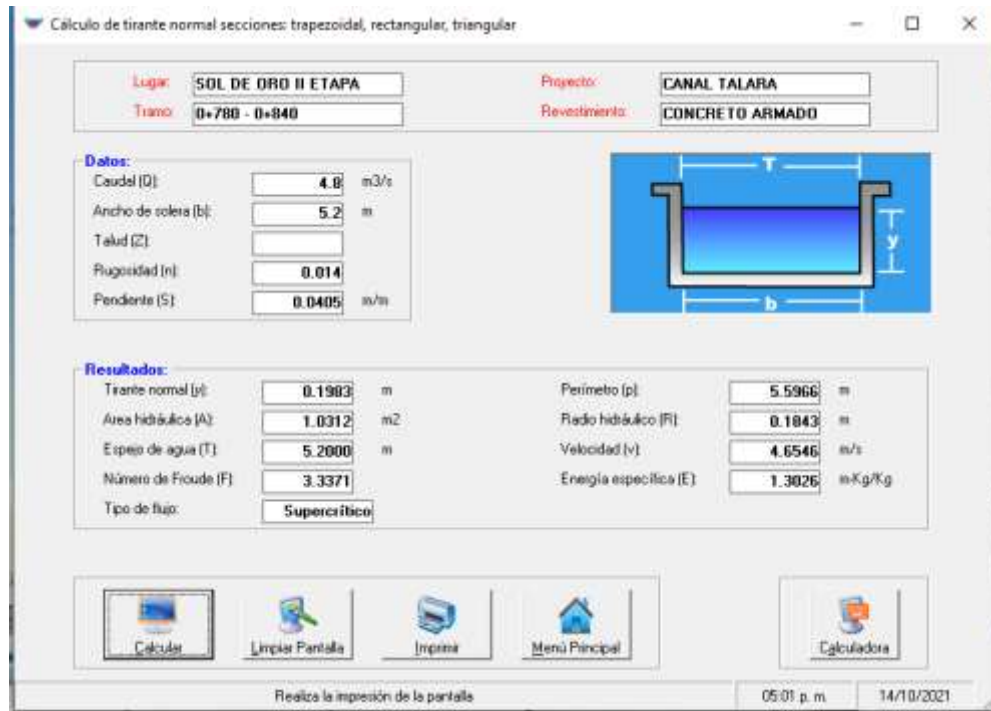 Cálculo de tirante normal secciones: trapezoidal, rectangular, triangular
Lugar: SOL DE ORO II ETAPA Proyecto: CANAL TALARA
Tramo: 0+780 - 0+840 Revestimiento: CONCRETO ARMADO
Datos:
Caudal (Q): 4.8 m3/s
Ancho de solera (b): 5.2 m
Talud (Z):
Rugosidad (n): 0.014
Pendiente (S): 0.0405 m/m
T
y
b
Resultados:
Tirante normal (y): 0.1983 m Perímetro (p): 5.5966 m
Area hidráulica (A): 1.0312 m2 Radio hidráulico (R): 0.1843 m
Espejo de agua (T): 5.2000 m Velocidad (v): 4.6546 m/s
Número de Froude (F): 3.3371 Energía específica (E): 1.3026 m-Kg/Kg
Tipo de flujo: Supercrítico
Calcular Limpiar Pantalla Imprimir Menú Principal Calculadora
Realiza la impresión de la pantalla 05:01 p. m. 14/10/2021